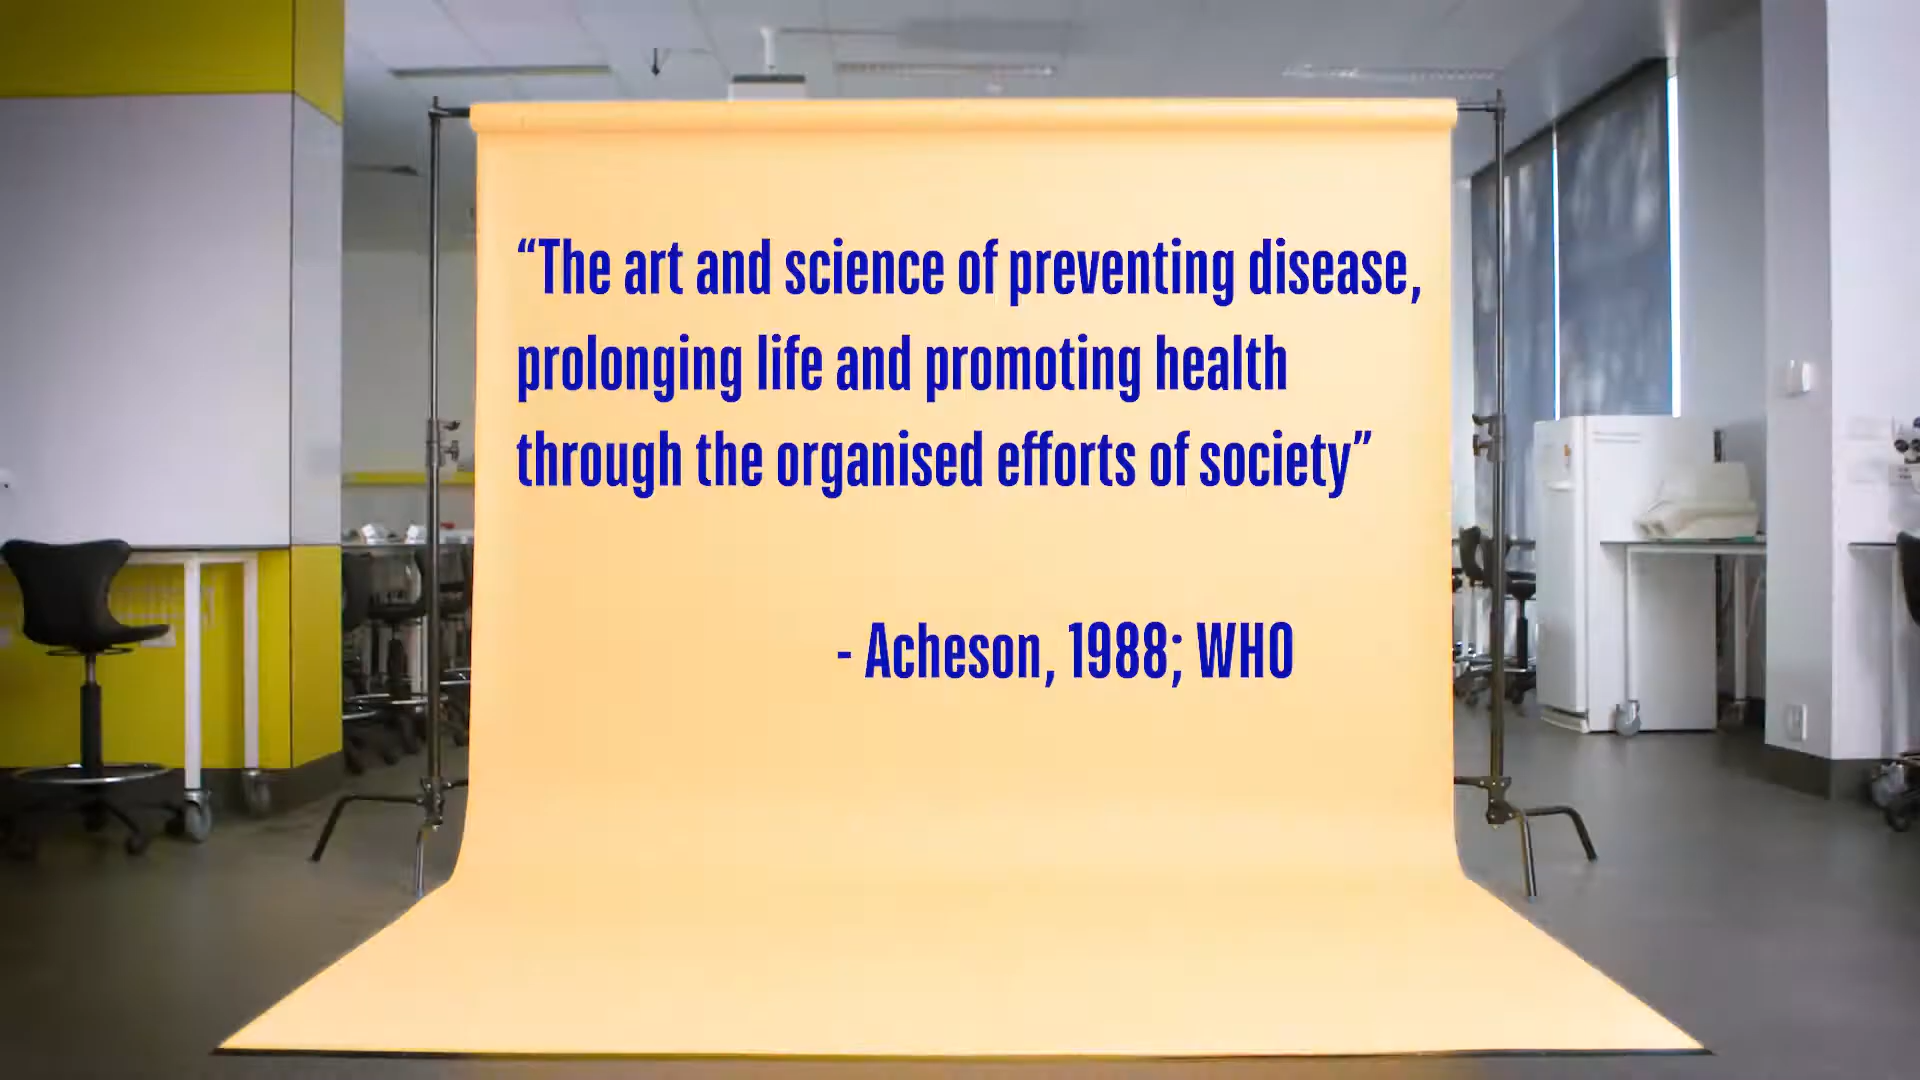 “The art and science of preventing disease,
prolonging life and promoting health
through the organised efforts of society”
- Acheson, 1988; WHO